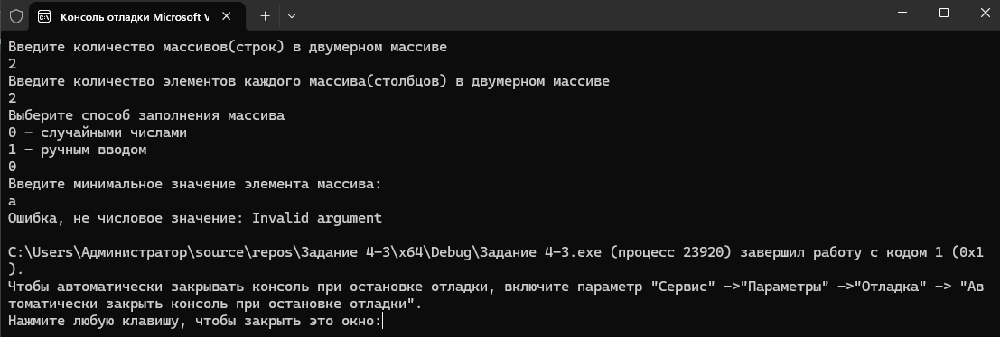 Консоль отладки Microsoft V
Введите количество массивов(строк) в двумерном массиве
2
Введите количество элементов каждого массива(столбцов) в двумерном массиве
2
Выберите способ заполнения массива
0 - случайными числами
1 - ручным вводом
0
Введите минимальное значение элемента массива:
а
Ошибка, не числовое значение: Invalid argument
C:\Users\Администратор\source\repos\Задание 4-3\x64\Debug\Задание 4-3.exe (процесс 23920) завершил работу с кодом 1 (0x1
).
Чтобы автоматически закрывать консоль при остановке отладки, включите параметр "Сервис" ->"Параметры" ->"Отладка" -> "Ав
томатически закрыть консоль при остановке отладки".
Нажмите любую клавишу, чтобы закрыть это окно: